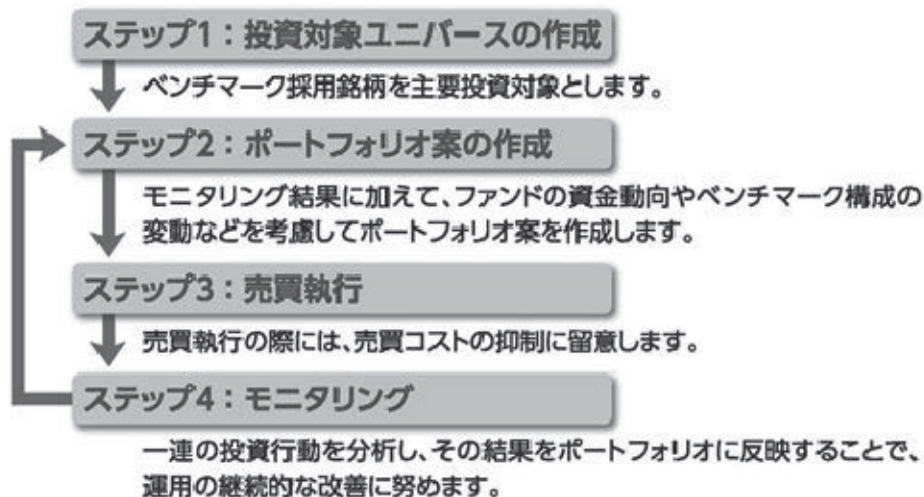 ステップ1：投資対象ユニバースの作成
ベンチマーク採用銘柄を主要投資対象とします。
ステップ2：ポートフォリオ案の作成
モニタリング結果に加えて、ファンドの資金動向やベンチマーク構成の
変動などを考慮してポートフォリオ案を作成します。
ステップ3：売買執行
売買執行の際には、売買コストの抑制に留意します。
ステップ4：モニタリング
一連の投資行動を分析し、その結果をポートフォリオに反映することで、
運用の継続的な改善に努めます。